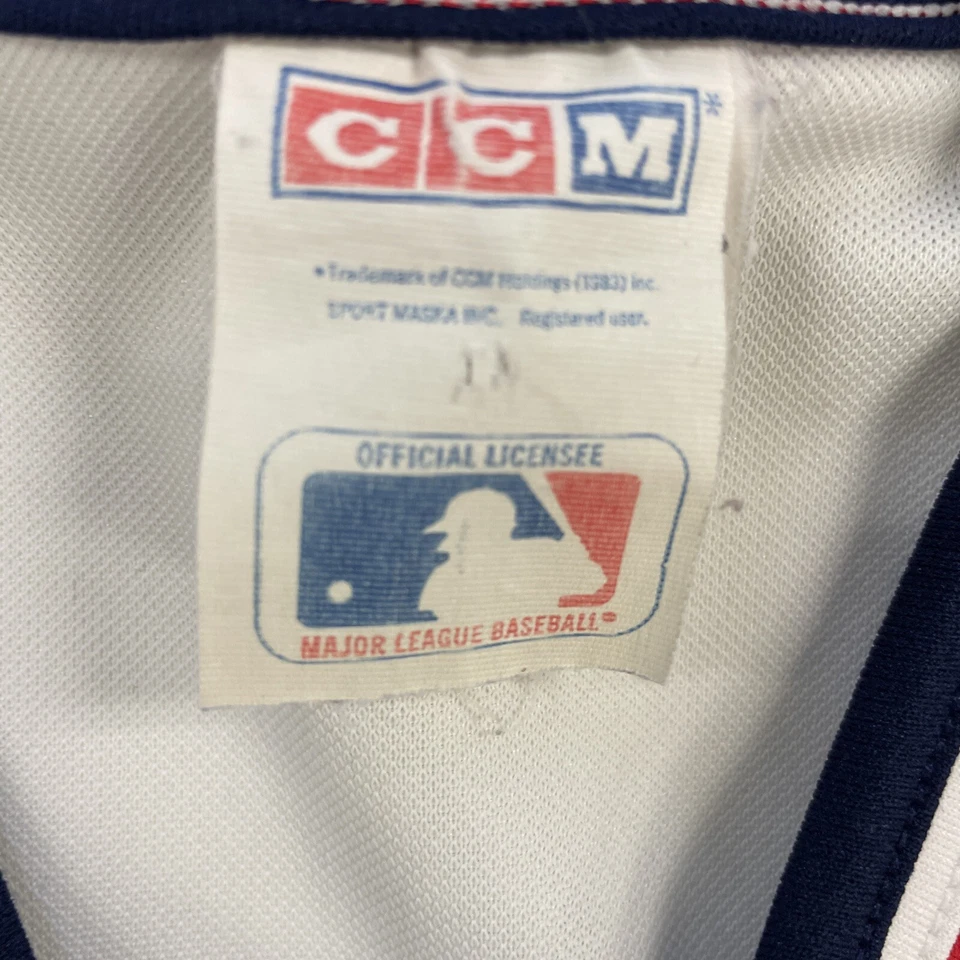 CCM*
*Trademark of CCM Holdings (1983) Inc.
SPORT MASKA INC. Registered user.
OFFICIAL LICENSEE
MAJOR LEAGUE BASEBALL